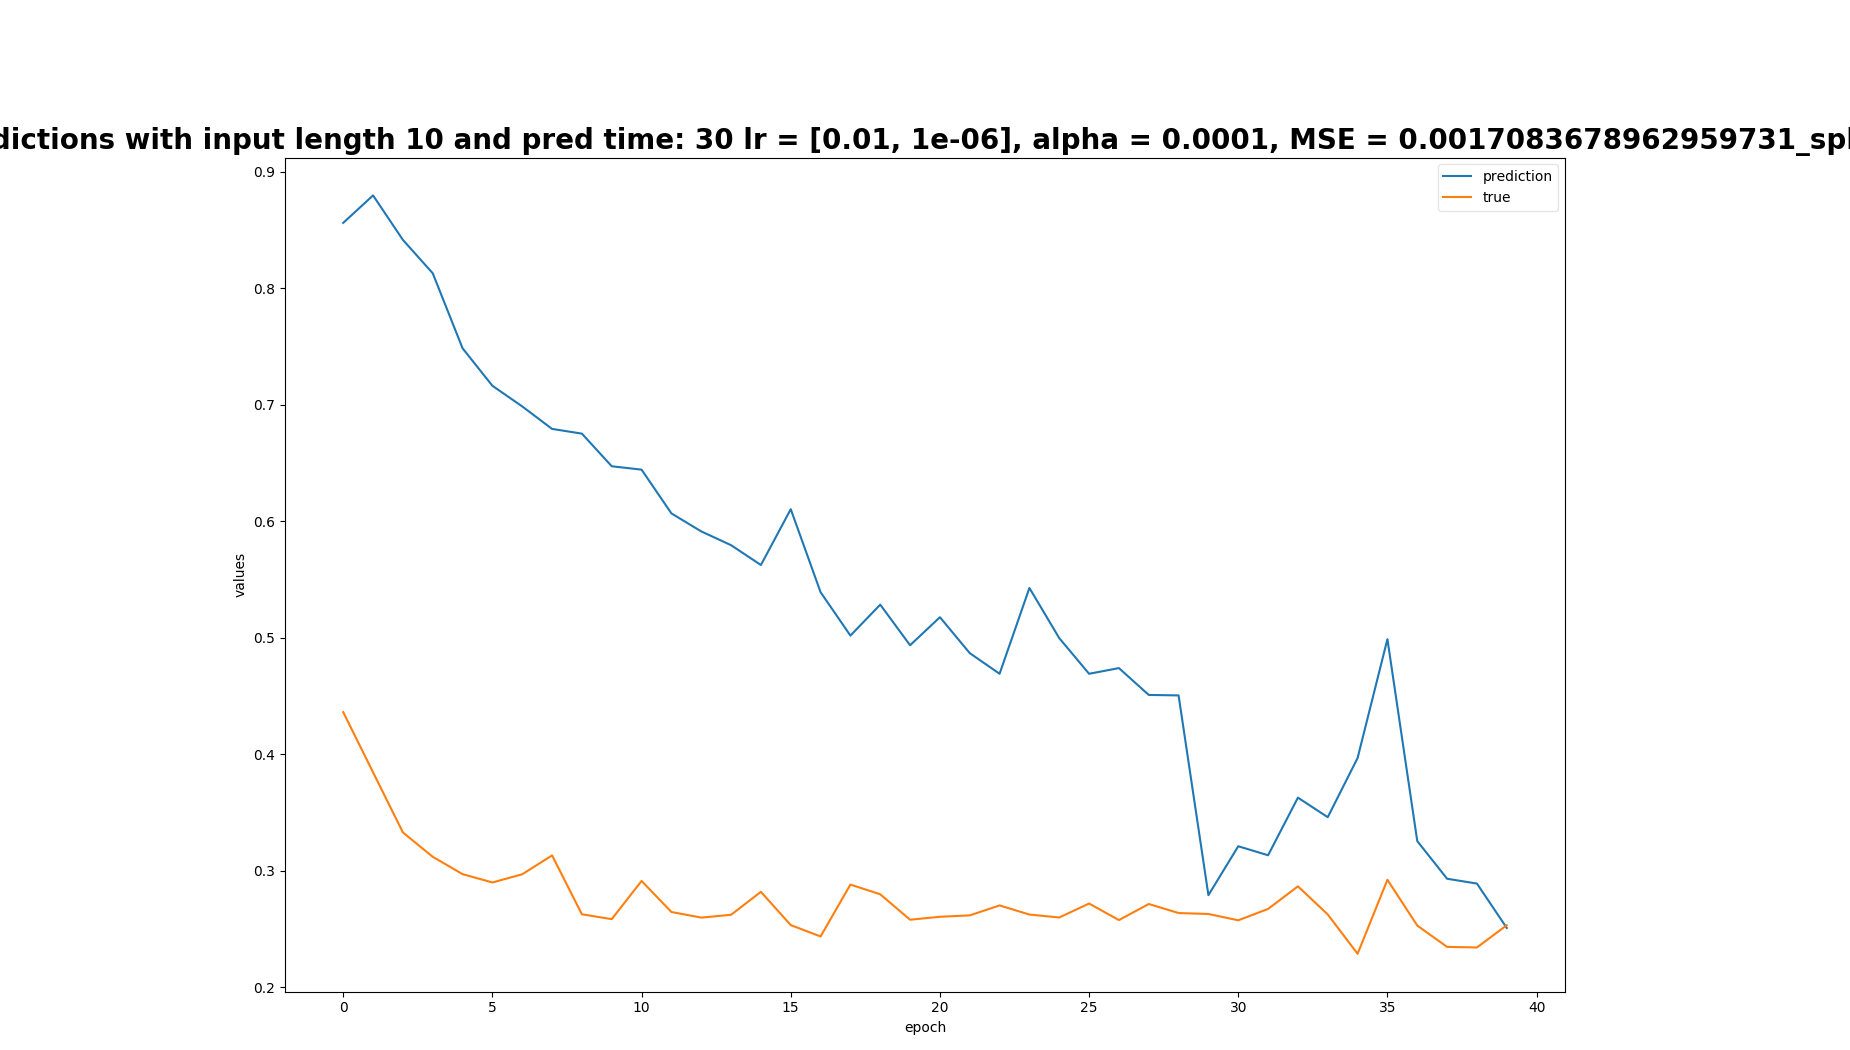 dictions with input length 10 and pred time: 30 lr = [0.01, 1e-06], alpha = 0.0001, MSE = 0.0017083678962959731_spl
prediction
true
0.9
0.8
0.7
0.6
0.5
0.4
0.3
0.2
values
0 5 10 15 20 25 30 35 40
epoch